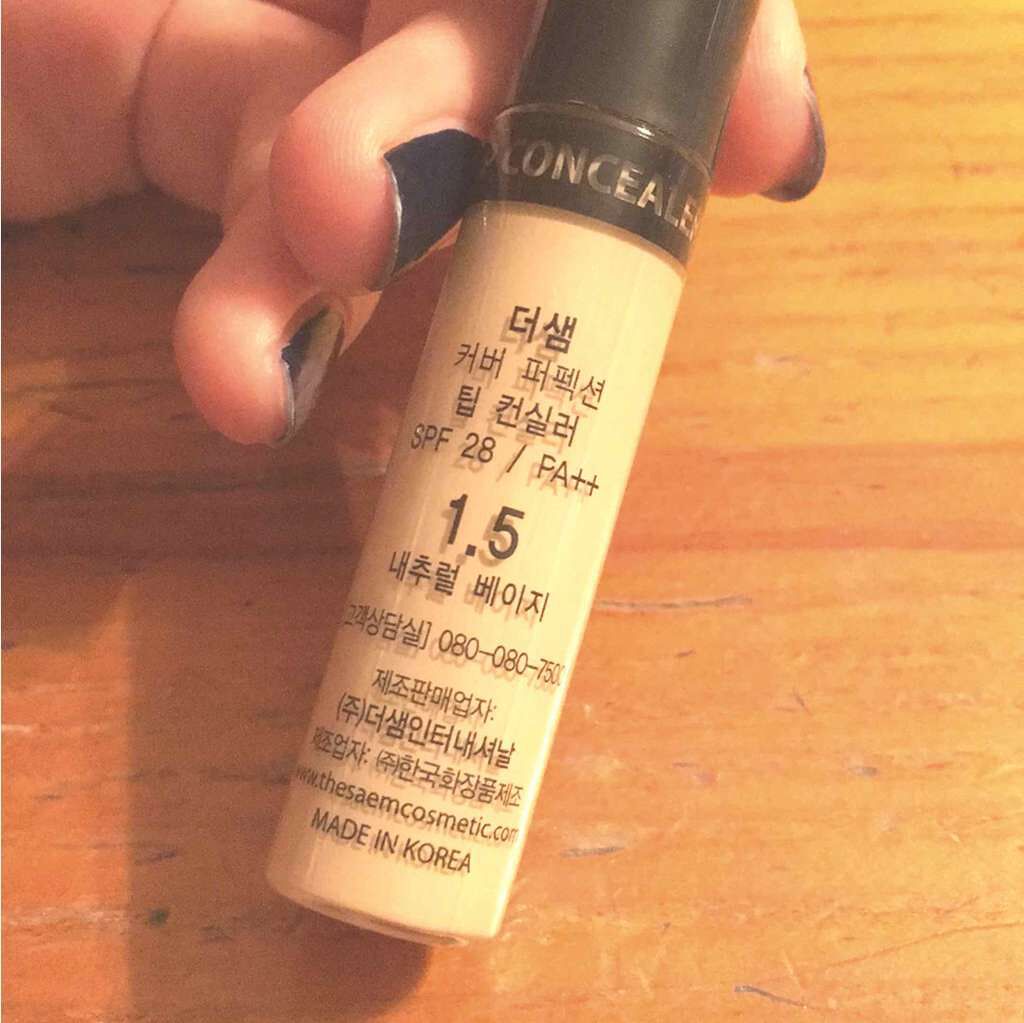 CONCEALE
더샘
커버 퍼펙션
팁 컨실러
SPF 28 / PA++
1.5
내추럴 베이지
고객상담실] 080-080-750
제조판매업자:
(주)더샘인터내셔날
제조업자: (주)한국화장품제조
www.thesaemcosmetic.com
MADE IN KOREA